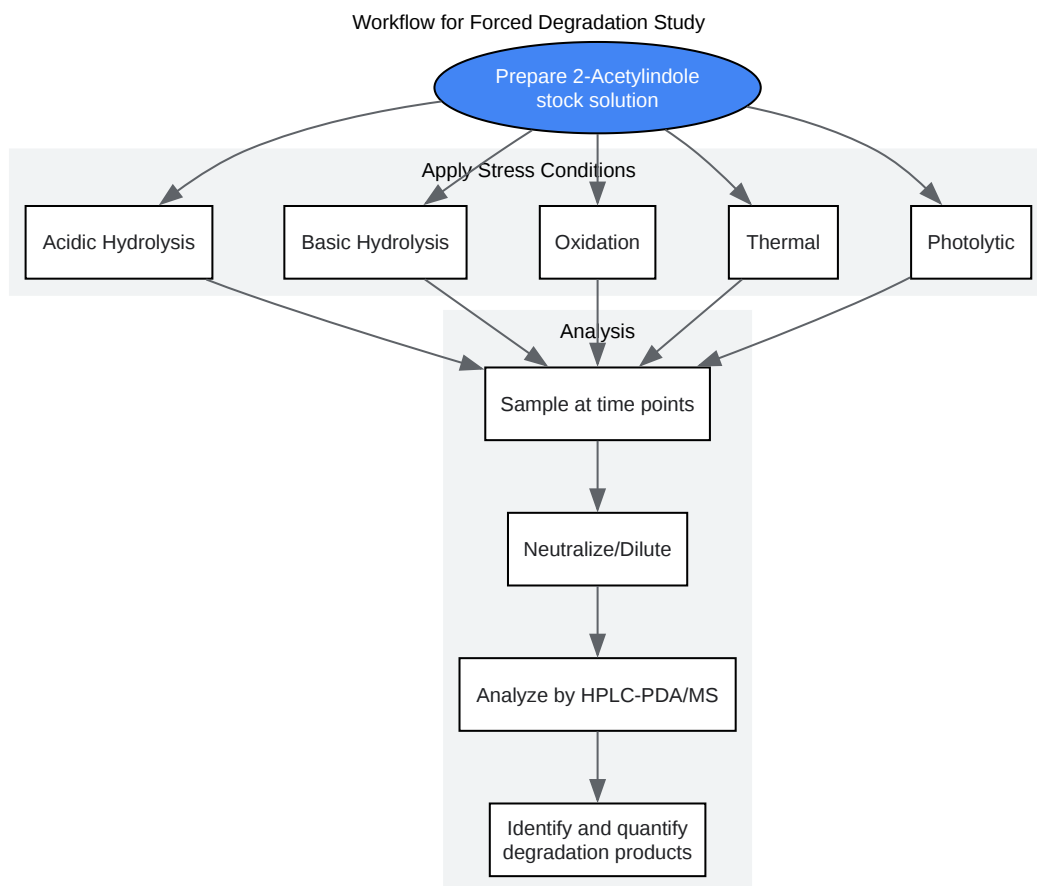 Workflow for Forced Degradation Study
Prepare 2-Acetylindole
stock solution
Apply Stress Conditions
Acidic Hydrolysis
Basic Hydrolysis
Oxidation
Thermal
Photolytic
Analysis
Sample at time points
Neutralize/Dilute
Analyze by HPLC-PDA/MS
Identify and quantify
degradation products